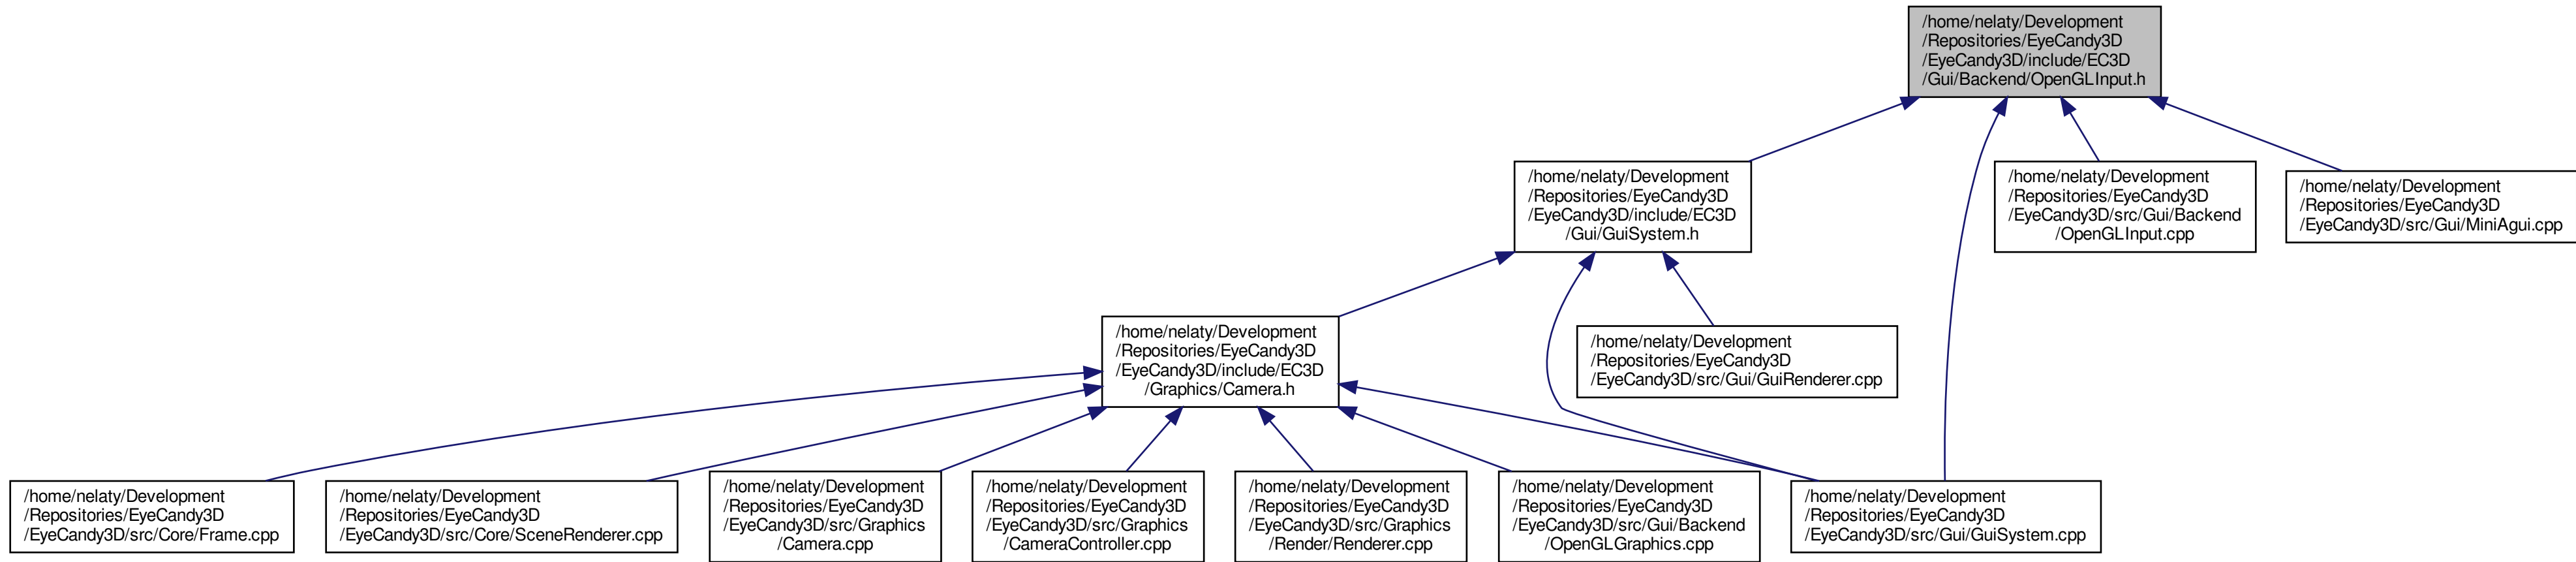 /home/nelaty/Development
/Repositories/EyeCandy3D
/EyeCandy3D/include/EC3D
/Gui/Backend/OpenGLInput.h
/home/nelaty/Development
/Repositories/EyeCandy3D
/EyeCandy3D/include/EC3D
/Gui/GuiSystem.h
/home/nelaty/Development
/Repositories/EyeCandy3D
/EyeCandy3D/src/Gui/Backend
/OpenGLInput.cpp
/home/nelaty/Development
/Repositories/EyeCandy3D
/EyeCandy3D/src/Gui/MiniAgui.cpp
/home/nelaty/Development
/Repositories/EyeCandy3D
/EyeCandy3D/include/EC3D
/Graphics/Camera.h
/home/nelaty/Development
/Repositories/EyeCandy3D
/EyeCandy3D/src/Gui/GuiRenderer.cpp
/home/nelaty/Development
/Repositories/EyeCandy3D
/EyeCandy3D/src/Core/Frame.cpp
/home/nelaty/Development
/Repositories/EyeCandy3D
/EyeCandy3D/src/Core/SceneRenderer.cpp
/home/nelaty/Development
/Repositories/EyeCandy3D
/EyeCandy3D/src/Graphics
/Camera.cpp
/home/nelaty/Development
/Repositories/EyeCandy3D
/EyeCandy3D/src/Graphics
/CameraController.cpp
/home/nelaty/Development
/Repositories/EyeCandy3D
/EyeCandy3D/src/Graphics
/Render/Renderer.cpp
/home/nelaty/Development
/Repositories/EyeCandy3D
/EyeCandy3D/src/Gui/Backend
/OpenGLGraphics.cpp
/home/nelaty/Development
/Repositories/EyeCandy3D
/EyeCandy3D/src/Gui/GuiSystem.cpp